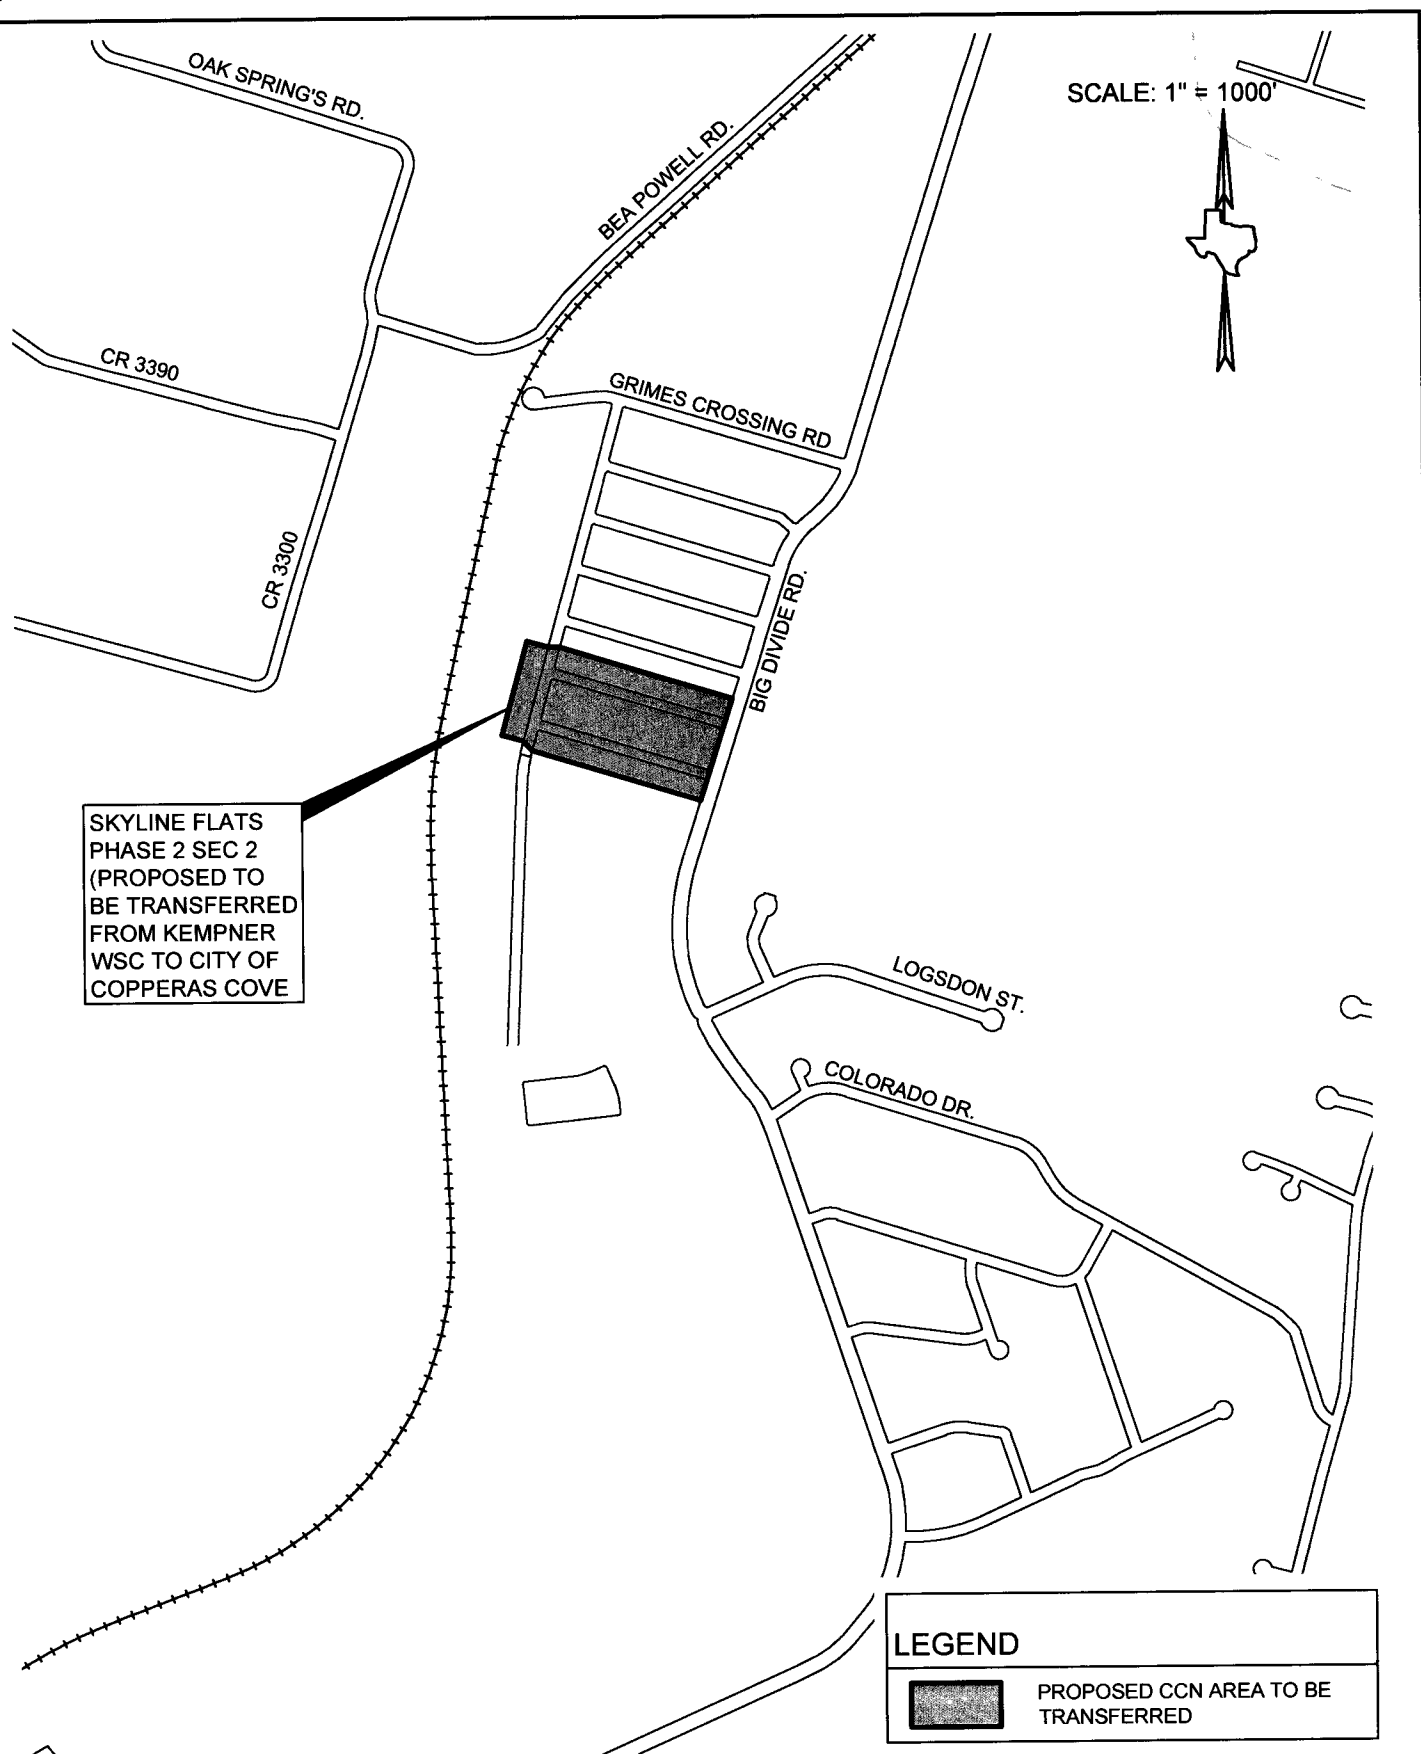 OAK SPRING'S RD.
BEA POWELL RD.
SCALE: 1" = 1000'
CR 3390
GRIMES CROSSING RD
CR 3300
BIG DIVIDE RD.
SKYLINE FLATS
PHASE 2 SEC 2
(PROPOSED TO
BE TRANSFERRED
FROM KEMPNER
WSC TO CITY OF
COPPERAS COVE
LOGSDON ST.
COLORADO DR.
LEGEND
PROPOSED CCN AREA TO BE
TRANSFERRED